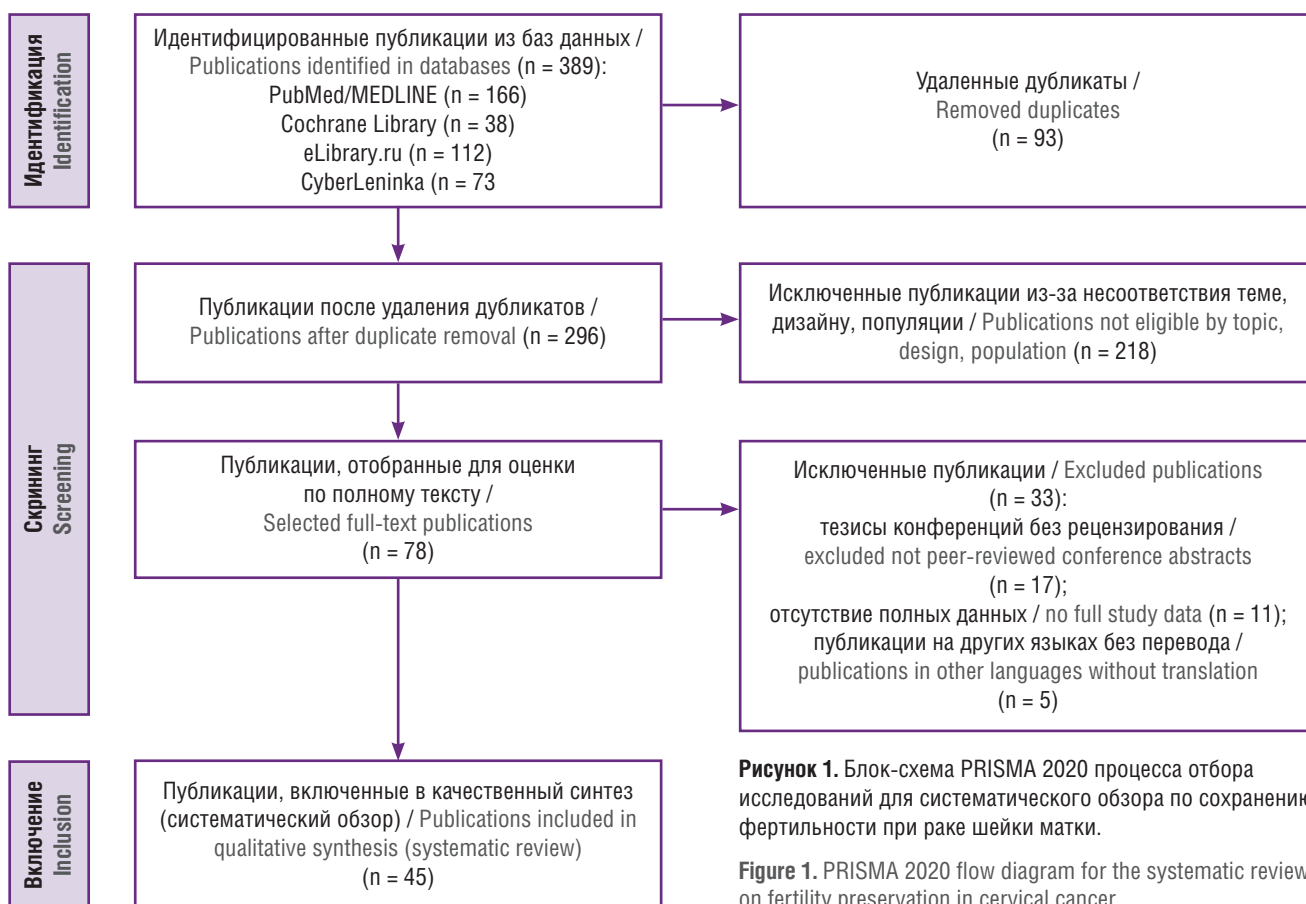 Идентификация
Identification
Идентифицированные публикации из баз данных /
Publications identified in databases (n = 389):
PubMed/MEDLINE (n = 166)
Cochrane Library (n = 38)
eLibrary.ru (n = 112)
CyberLeninka (n = 73
Удаленные дубликаты /
Removed duplicates
(n = 93)
Скрининг
Screening
Публикации после удаления дубликатов /
Publications after duplicate removal (n = 296)
Исключенные публикации из-за несоответствия теме,
дизайну, популяции / Publications not eligible by topic,
design, population (n = 218)
Публикации, отобранные для оценки
по полному тексту /
Selected full-text publications
(n = 78)
Исключенные публикации / Excluded publications
(n = 33):
тезисы конференций без рецензирования /
excluded not peer-reviewed conference abstracts
(n = 17);
отсутствие полных данных / no full study data (n = 11);
публикации на других языках без перевода /
publications in other languages without translation
(n = 5)
Включение
Inclusion
Публикации, включенные в качественный синтез
(систематический обзор) / Publications included in
qualitative synthesis (systematic review)
(n = 45)
Рисунок 1. Блок-схема PRISMA 2020 процесса отбора
исследований для систематического обзора по сохранению
фертильности при раке шейки матки.
Figure 1. PRISMA 2020 flow diagram for the systematic review
on fertility preservation in cervical cancer